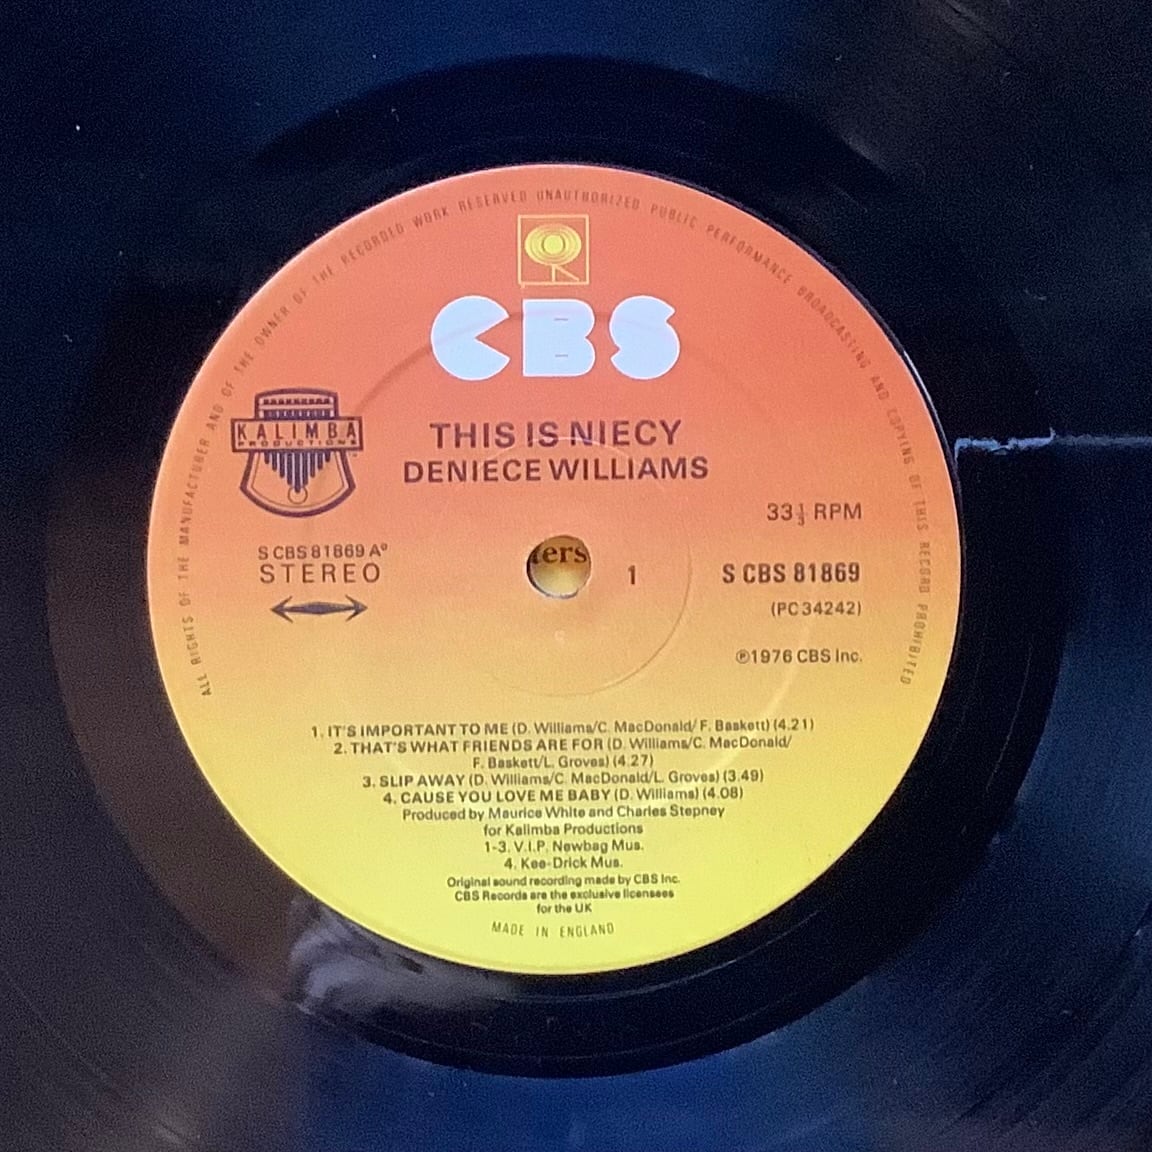 ALL RIGHTS OF THE MANUFACTURER AND OF THE OWNER OF THE RECORDED WORK RESERVED UNAUTHORIZED PUBLIC PERFORMANCE BROADCASTING AND COPYING OF THIS RECORD PROHIBITED
CBS
KALIMBA
PRODUCTIONS
THIS IS NIECY
DENIECE WILLIAMS
33⅓ RPM
S CBS 81869 Aº
STEREO
ers
1
S CBS 81869
(PC 34242)
℗1976 CBS Inc.
1. IT'S IMPORTANT TO ME (D. Williams/C. MacDonald/ F. Baskett) (4.21)
2. THAT'S WHAT FRIENDS ARE FOR (D. Williams/C. MacDonald/
F. Baskett/L. Groves) (4.27)
3. SLIP AWAY (D. Williams/C. MacDonald/L. Groves) (3.49)
4. CAUSE YOU LOVE ME BABY (D. Williams) (4.08)
Produced by Maurice White and Charles Stepney
for Kalimba Productions
1-3. V.I.P. Newbag Mus.
4. Kee-Drick Mus.
Original sound recording made by CBS Inc.
CBS Records are the exclusive licensees
for the UK
MADE IN ENGLAND